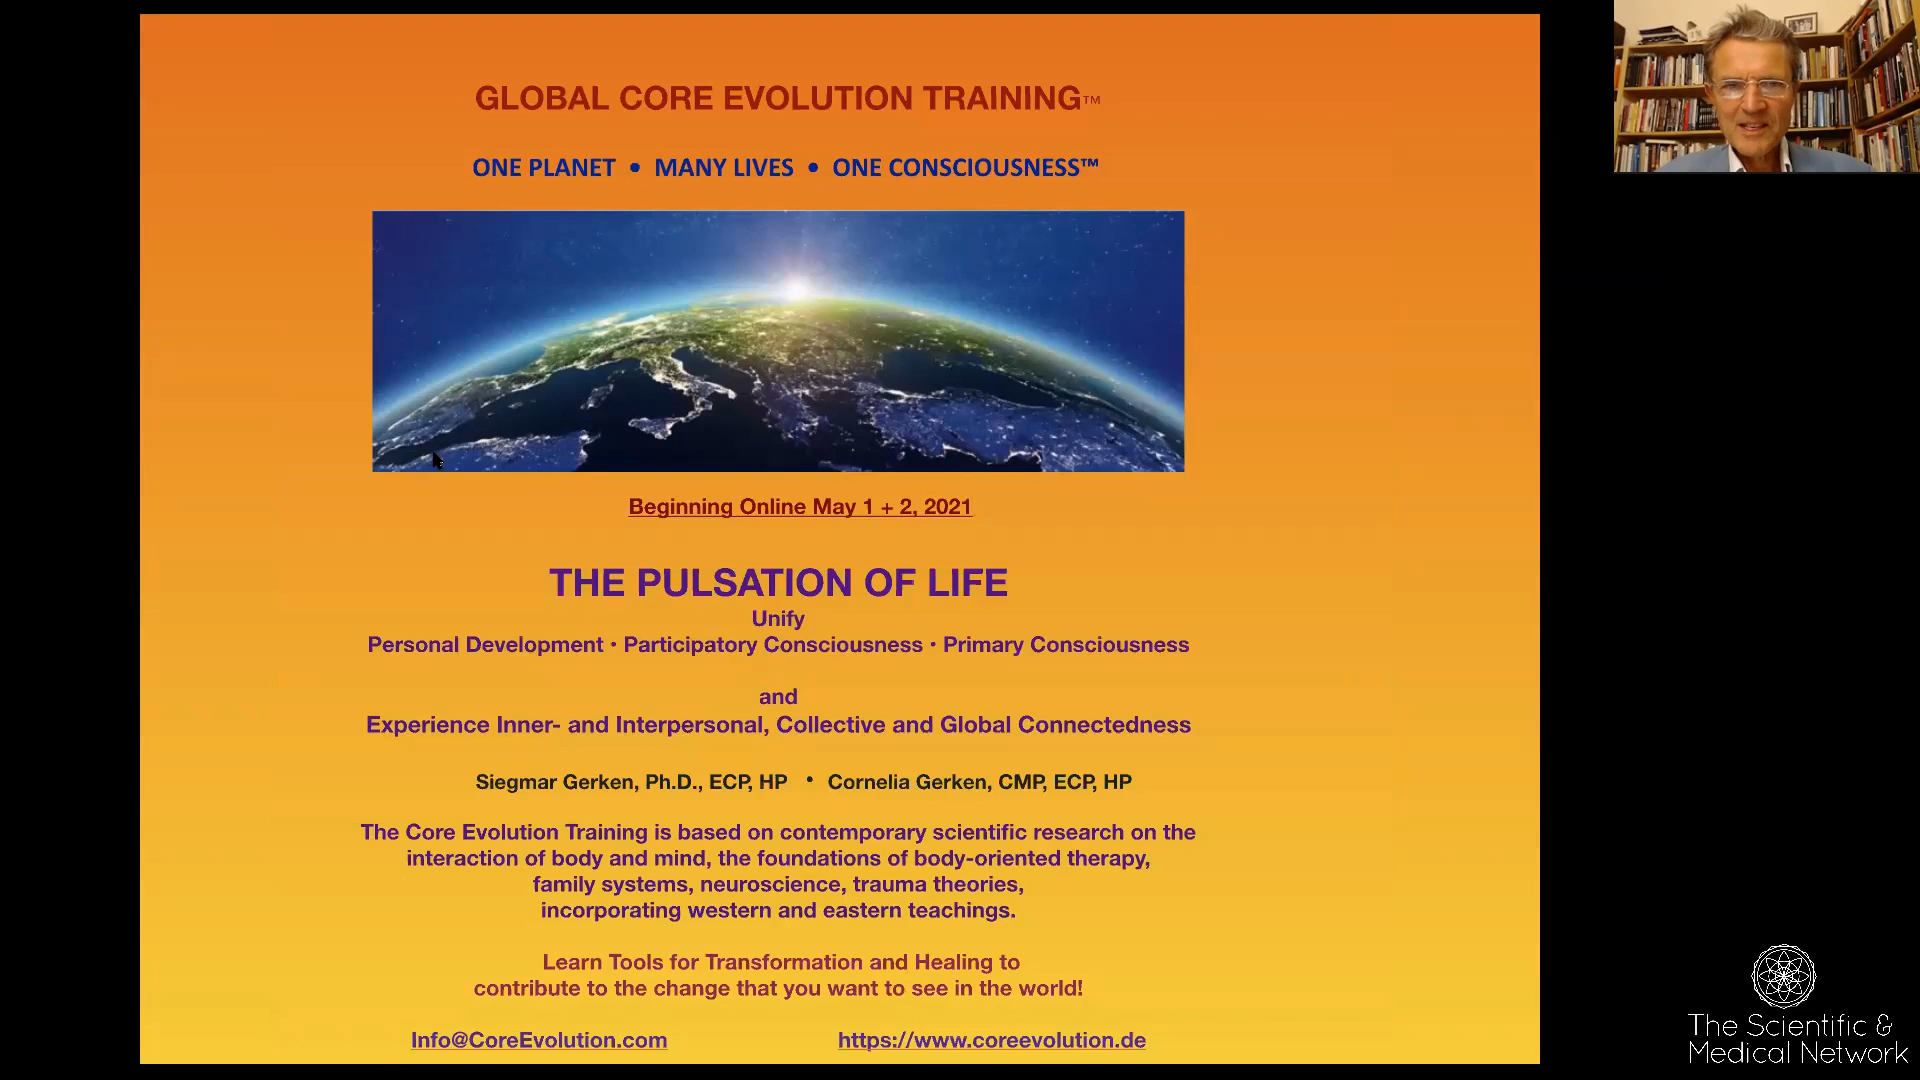 GLOBAL CORE EVOLUTION TRAINING™
ONE PLANET • MANY LIVES • ONE CONSCIOUSNESS™
Beginning Online May 1 + 2, 2021
THE PULSATION OF LIFE
Unify
Personal Development • Participatory Consciousness • Primary Consciousness
and
Experience Inner- and Interpersonal, Collective and Global Connectedness
Siegmar Gerken, Ph.D., ECP, HP • Cornelia Gerken, CMP, ECP, HP
The Core Evolution Training is based on contemporary scientific research on the
interaction of body and mind, the foundations of body-oriented therapy,
family systems, neuroscience, trauma theories,
incorporating western and eastern teachings.
Learn Tools for Transformation and Healing to
contribute to the change that you want to see in the world!
Info@CoreEvolution.com https://www.coreevolution.de
The Scientific &
Medical Network